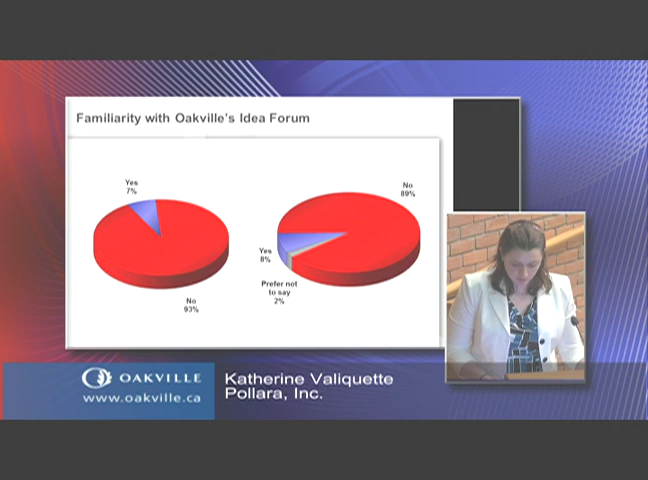 Familiarity with Oakville's Idea Forum
Yes
7%
No
93%
No
89%
Yes
8%
Prefer not
to say
2%
OAKVILLE
www.oakville.ca
Katherine Valiquette
Pollara, Inc.